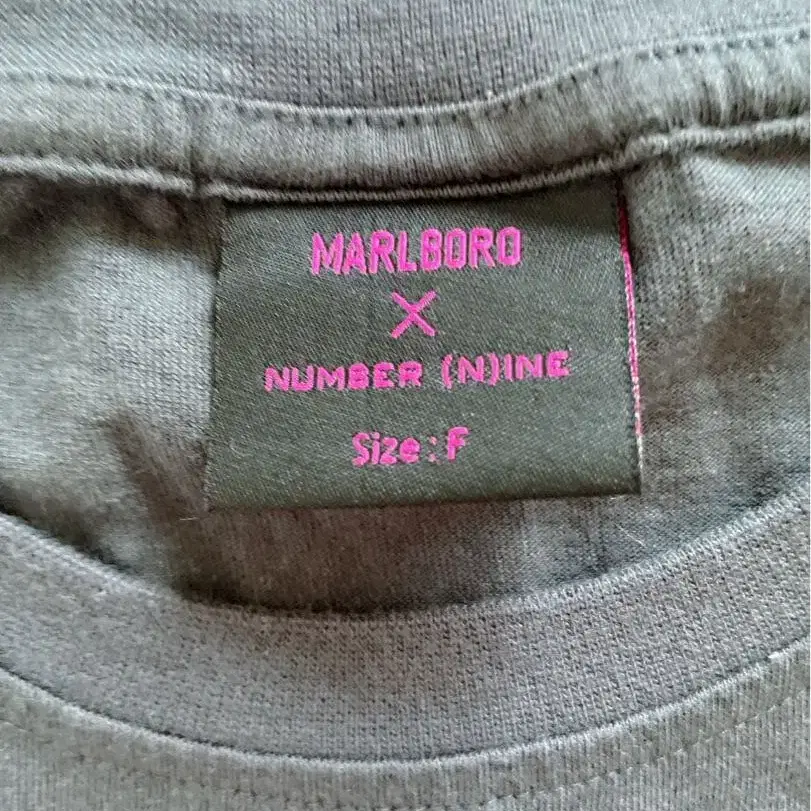 MARLBORO
X
NUMBER (N)INE
Size:F